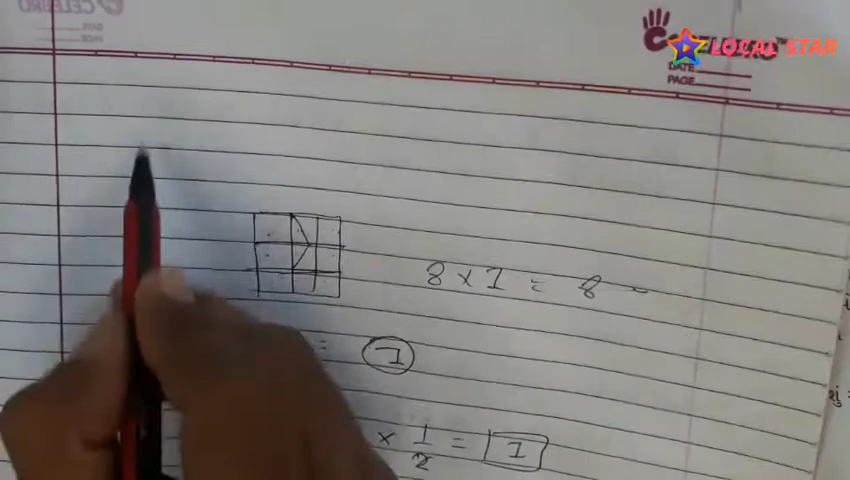 LOCAL STAR
DATE
PAGE
8 × 1 = 8
= 1
× 1/2 = 1